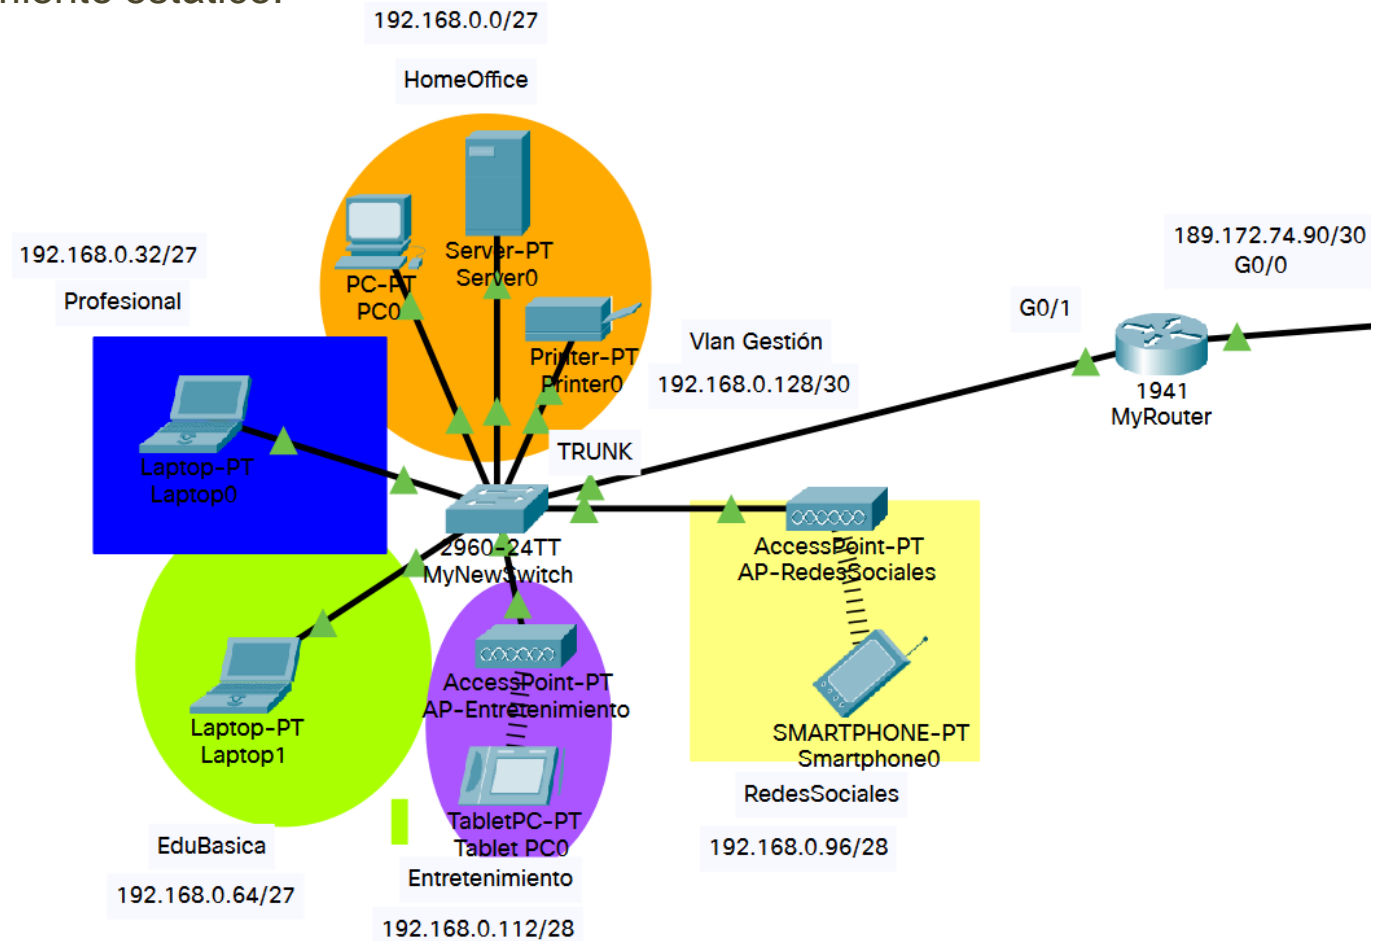 miento estático.
192.168.0.0/27
HomeOffice
192.168.0.32/27
Profesional
Server-PT
Server0
PC-PT
PC0
Printer-PT
Printer0
189.172.74.90/30
G0/0
G0/1
Vlan Gestión
192.168.0.128/30
1941
MyRouter
TRUNK
Laptop-PT
Laptop0
2960-24TT
MyNewSwitch
AccessPoint-PT
AP-RedesSociales
AccessPoint-PT
AP-Entretenimiento
Laptop-PT
Laptop1
SMARTPHONE-PT
Smartphone0
RedesSociales
192.168.0.96/28
TabletPC-PT
Tablet PC0
Entretenimiento
192.168.0.112/28
EduBasica
192.168.0.64/27